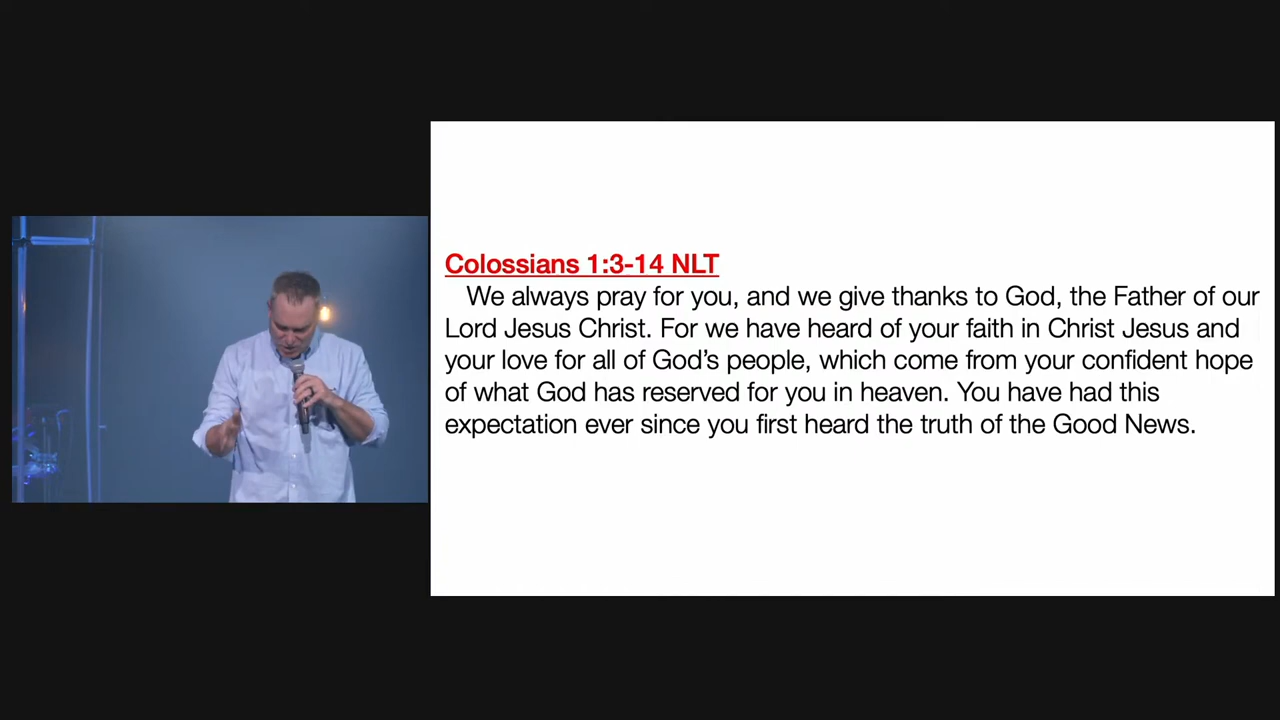 Colossians 1:3-14 NLT
We always pray for you, and we give thanks to God, the Father of our
Lord Jesus Christ. For we have heard of your faith in Christ Jesus and
your love for all of God’s people, which come from your confident hope
of what God has reserved for you in heaven. You have had this
expectation ever since you first heard the truth of the Good News.